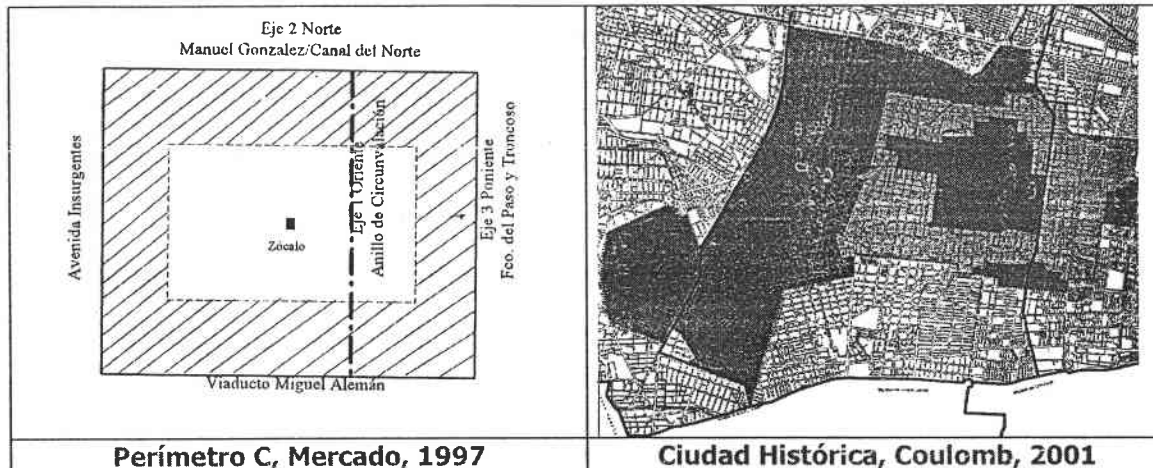 Eje 2 Norte
Manuel Gonzalez/Canal del Norte
Avenida Insurgentes
Zócalo
Eje 1 Oriente
Anillo de Circunvalación
Eje 3 Poniente
Fco. del Paso y Troncoso
Viaducto Miguel Alemán
Perímetro C, Mercado, 1997
Ciudad Histórica, Coulomb, 2001